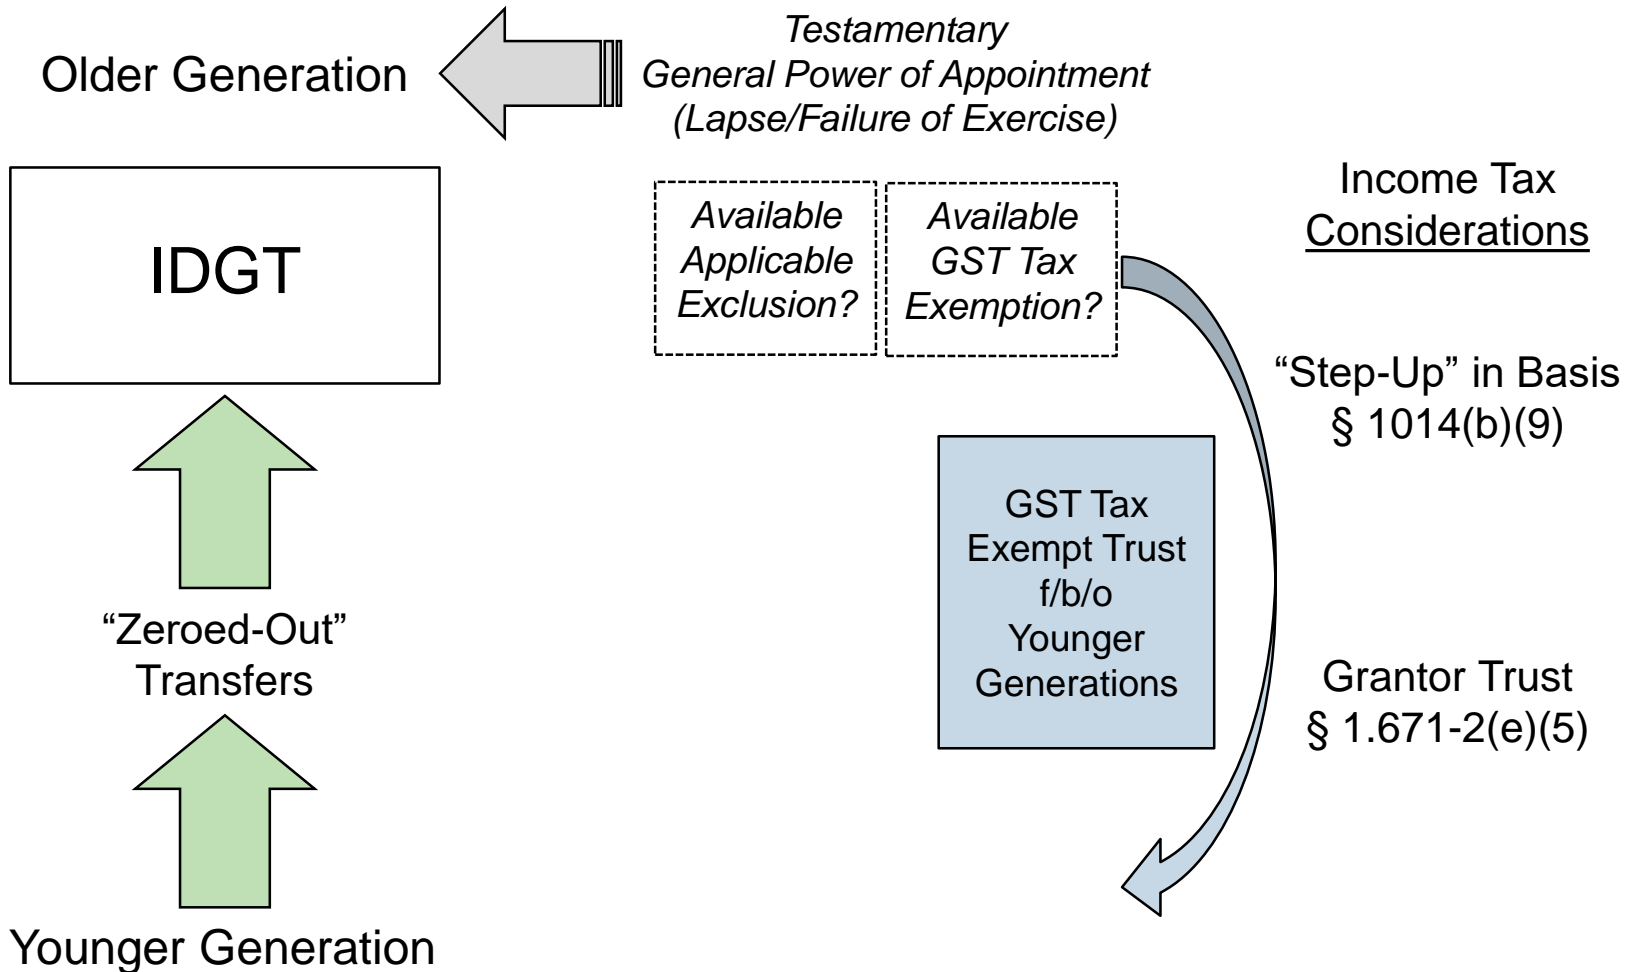 Older Generation
Testamentary
General Power of Appointment
(Lapse/Failure of Exercise)
IDGT
Available
Applicable
Exclusion?
Available
GST Tax
Exemption?
Income Tax
Considerations
“Step-Up” in Basis
§ 1014(b)(9)
GST Tax
Exempt Trust
f/b/o
Younger
Generations
“Zeroed-Out”
Transfers
Grantor Trust
§ 1.671-2(e)(5)
Younger Generation